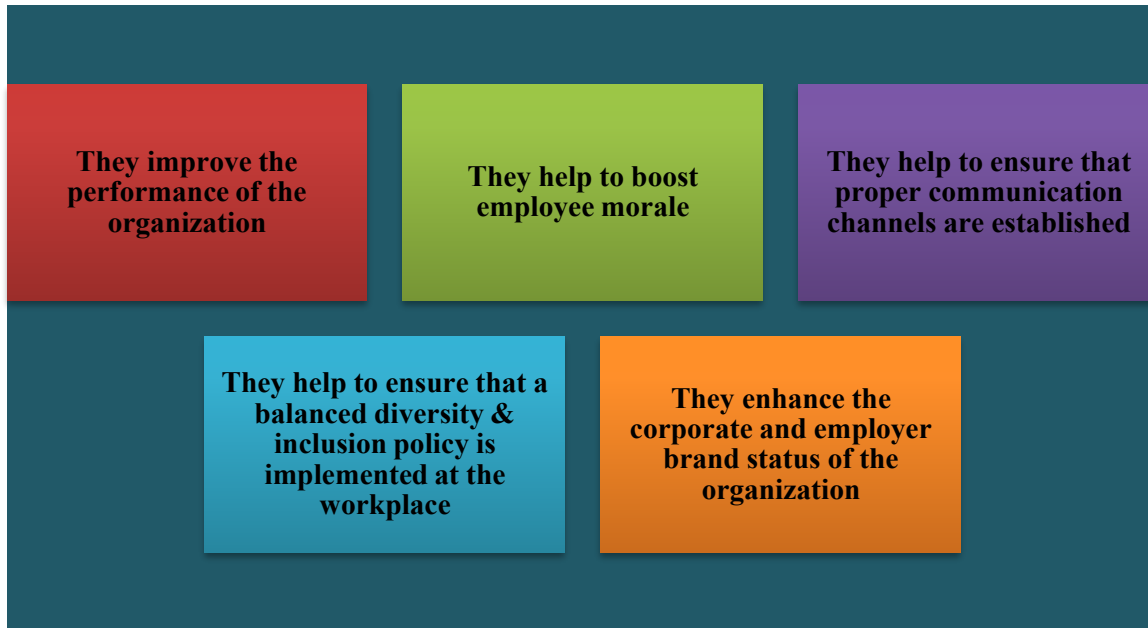 They improve the
performance of the
organization
They help to boost
employee morale
They help to ensure that
proper communication
channels are established
They help to ensure that a
balanced diversity &
inclusion policy is
implemented at the
workplace
They enhance the
corporate and employer
brand status of the
organization